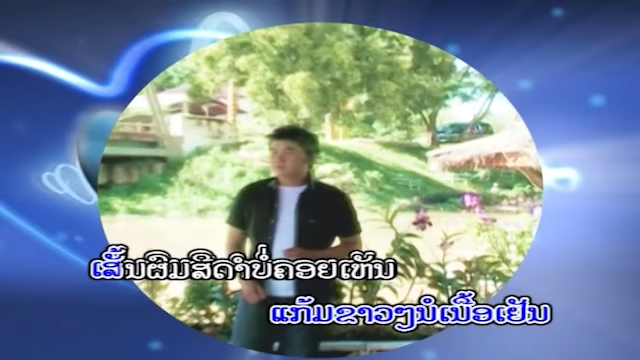 ເສັ້ນຜົມສີດຳບໍ່ຄອຍເຫັນ
ແກ້ມຂາວໆນໍເນື້ອເຢັນ